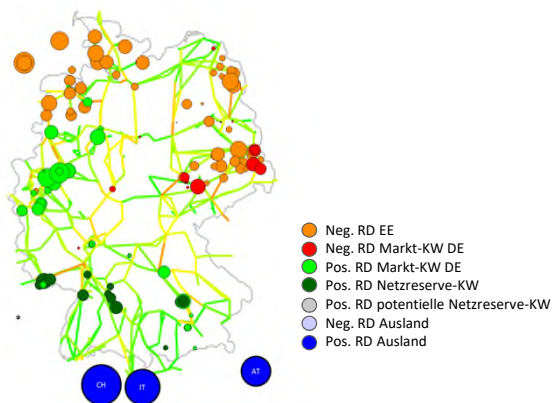 Neg. RD EE
Neg. RD Markt-KW DE
Pos. RD Markt-KW DE
Pos. RD Netzreserve-KW
Pos. RD potentielle Netzreserve-KW
Neg. RD Ausland
Pos. RD Ausland
AT
CH
IT